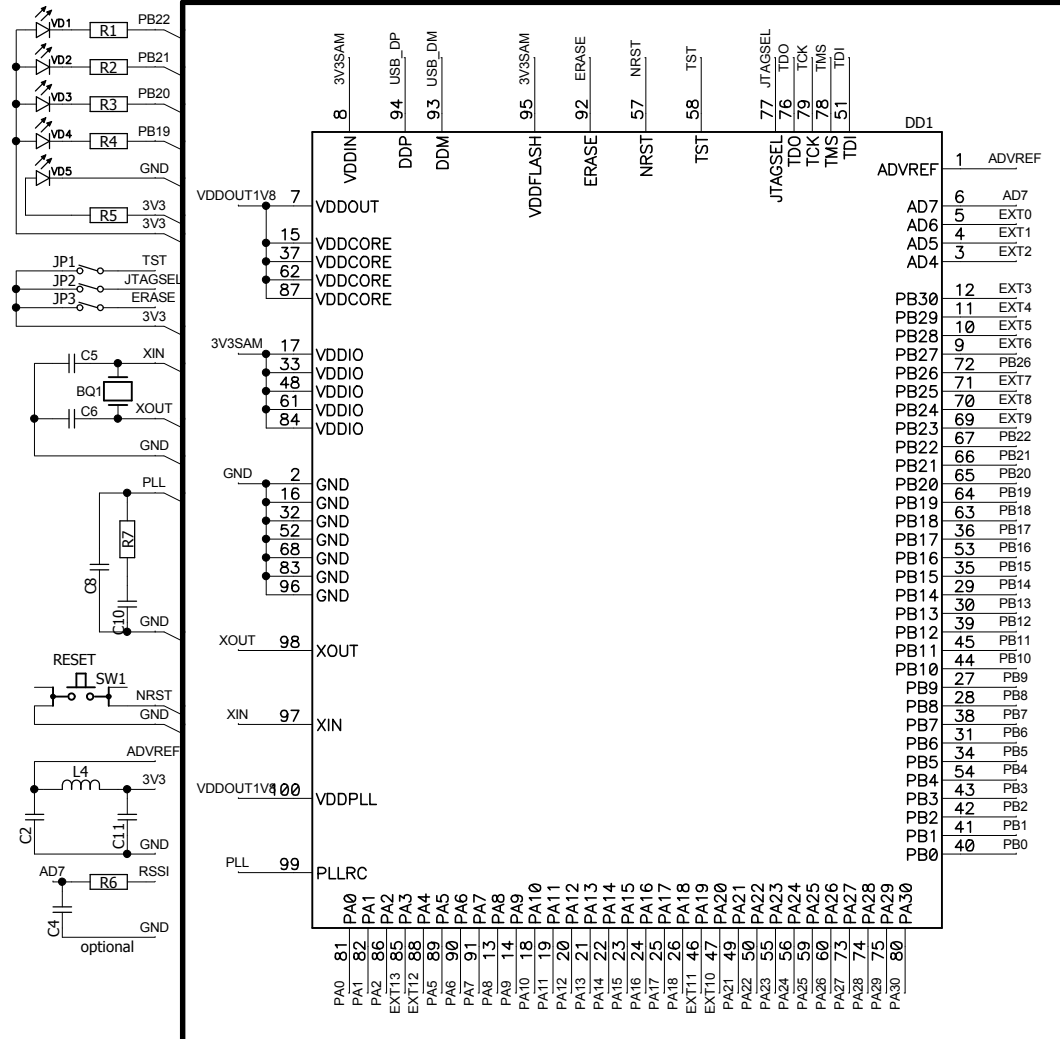 VD1 R1 PB22
VD2 R2 PB21
VD3 R3 PB20
VD4 R4 PB19
VD5 GND
R5 3V3
3V3
JP1 TST
JP2 JTAGSEL
JP3 ERASE
3V3
C5 XIN
BQ1
C6 XOUT
GND
PLL
R7
C8
C10 GND
RESET
SW1
NRST
GND
ADVREF
L4 3V3
C2 C11
GND
AD7 R6 RSSI
C4 GND
optional
3V3SAM 8 VDDIN
USB_DP 94 DDP
USB_DM 93 DDM
3V3SAM 95 VDDFLASH
ERASE 92 ERASE
NRST 57 NRST
TST 58 TST
JTAGSEL 77 JTAGSEL
TDO 76 TDO
TCK 79 TCK
TMS 78 TMS
TDI 51 TDI
DD1
VDDOUT1V8 7 VDDOUT
15 VDDCORE
37 VDDCORE
62 VDDCORE
87 VDDCORE
3V3SAM 17 VDDIO
33 VDDIO
48 VDDIO
61 VDDIO
84 VDDIO
GND 2 GND
16 GND
32 GND
52 GND
68 GND
83 GND
96 GND
XOUT 98 XOUT
XIN 97 XIN
VDDOUT1V8 100 VDDPLL
PLL 99 PLLRC
ADVREF 1 ADVREF
AD7 6 AD7
AD6 5 EXT0
AD5 4 EXT1
AD4 3 EXT2
PB30 12 EXT3
PB29 11 EXT4
PB28 10 EXT5
PB27 9 EXT6
PB26 72 PB26
PB25 71 EXT7
PB24 70 EXT8
PB23 69 EXT9
PB22 67 PB22
PB21 66 PB21
PB20 65 PB20
PB19 64 PB19
PB18 63 PB18
PB17 36 PB17
PB16 53 PB16
PB15 35 PB15
PB14 29 PB14
PB13 30 PB13
PB12 39 PB12
PB11 45 PB11
PB10 44 PB10
PB9 27 PB9
PB8 28 PB8
PB7 38 PB7
PB6 31 PB6
PB5 34 PB5
PB4 54 PB4
PB3 43 PB3
PB2 42 PB2
PB1 41 PB1
PB0 40 PB0
PA0 81 PA0
PA1 82 PA1
PA2 86 PA2
EXT13 85 PA3
EXT12 88 PA4
PA5 89 PA5
PA6 90 PA6
PA7 91 PA7
PA8 13 PA8
PA9 14 PA9
PA10 18 PA10
PA11 19 PA11
PA12 20 PA12
PA13 21 PA13
PA14 22 PA14
PA15 23 PA15
PA16 24 PA16
PA17 25 PA17
PA18 26 PA18
EXT11 46 PA19
EXT10 47 PA20
PA21 49 PA21
PA22 50 PA22
PA23 55 PA23
PA24 56 PA24
PA25 59 PA25
PA26 60 PA26
PA27 73 PA27
PA28 74 PA28
PA29 75 PA29
PA30 80 PA30